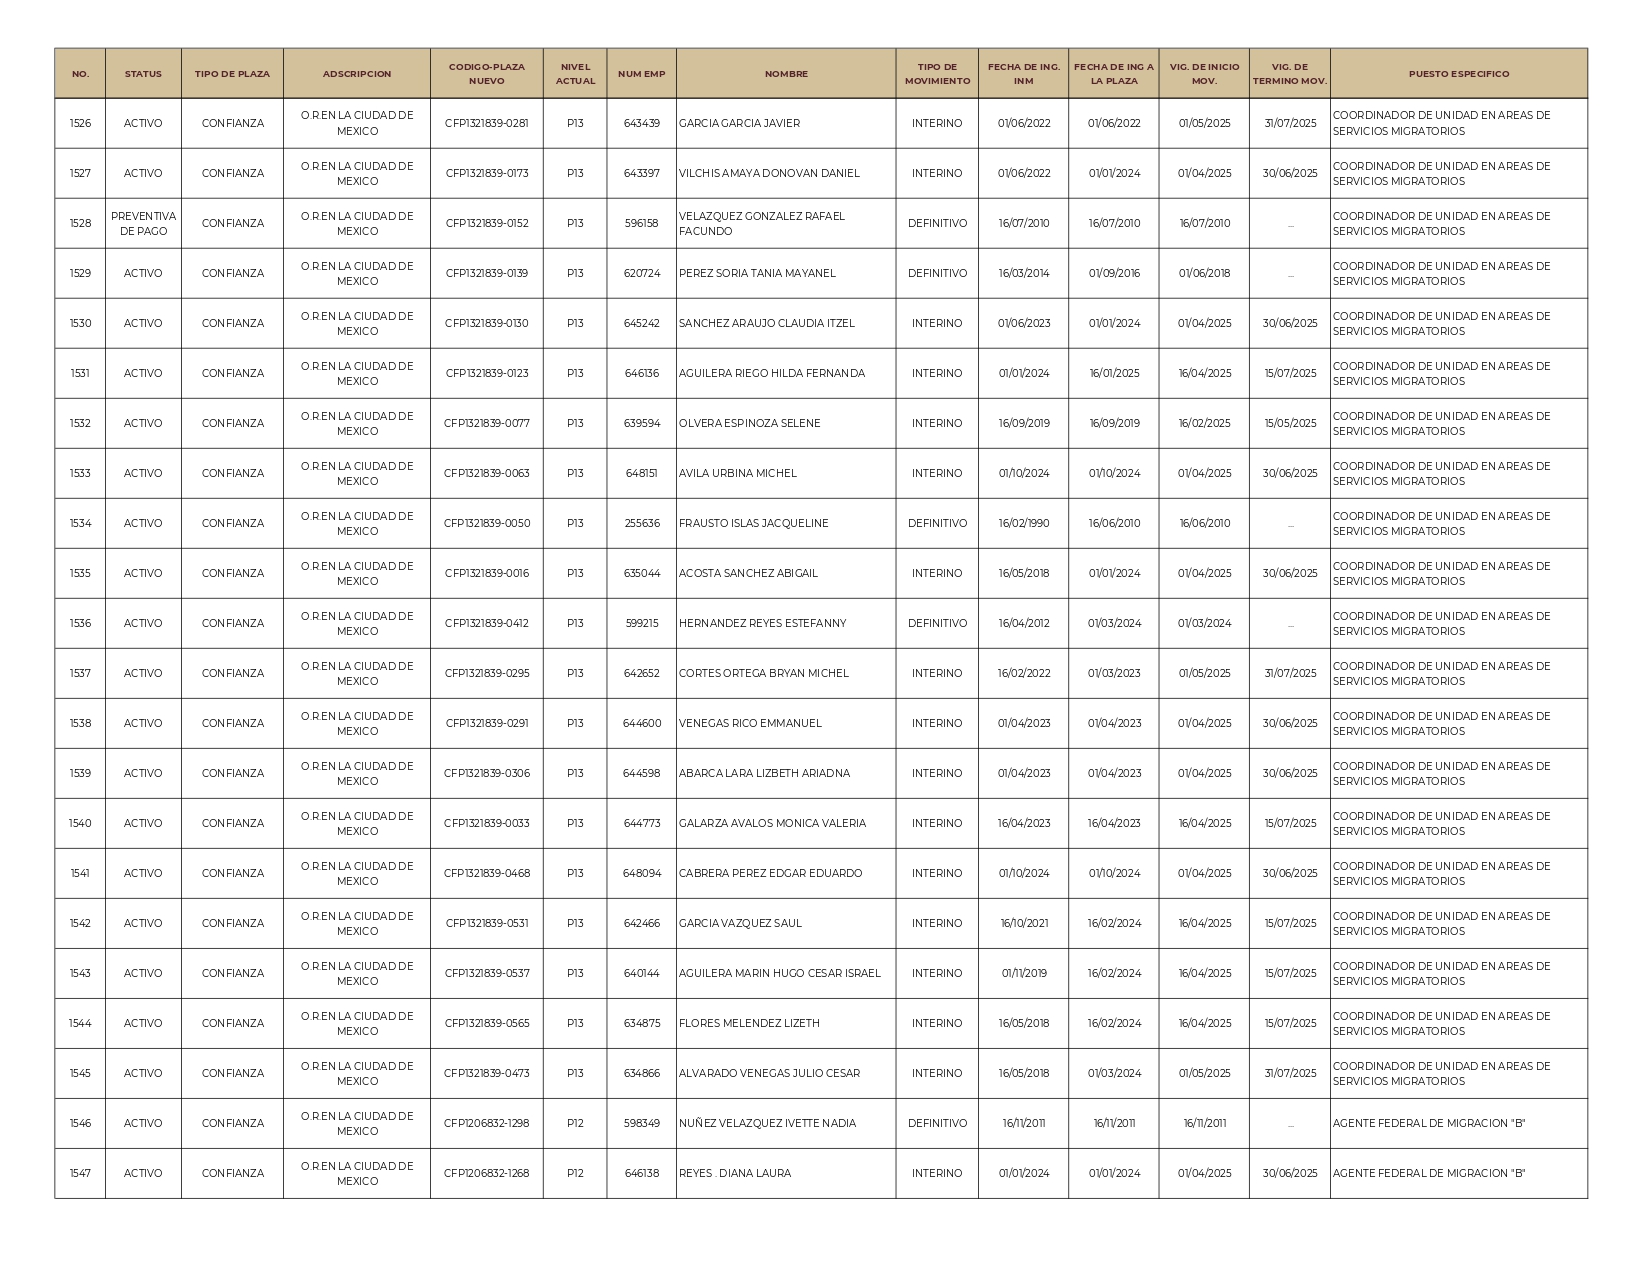 NO. STATUS TIPO DE PLAZA ADSCRIPCION CODIGO-PLAZA NUEVO NIVEL ACTUAL NUM EMP NOMBRE TIPO DE MOVIMIENTO FECHA DE ING. INM FECHA DE ING A LA PLAZA VIG. DE INICIO MOV. VIG. DE TERMINO MOV. PUESTO ESPECIFICO
1526 ACTIVO CONFIANZA O.R.EN LA CIUDAD DE MEXICO CFP1321839-0281 P13 643439 GARCIA GARCIA JAVIER INTERINO 01/06/2022 01/06/2022 01/05/2025 31/07/2025 COORDINADOR DE UNIDAD EN AREAS DE SERVICIOS MIGRATORIOS
1527 ACTIVO CONFIANZA O.R.EN LA CIUDAD DE MEXICO CFP1321839-0173 P13 643397 VILCHIS AMAYA DONOVAN DANIEL INTERINO 01/06/2022 01/01/2024 01/04/2025 30/06/2025 COORDINADOR DE UNIDAD EN AREAS DE SERVICIOS MIGRATORIOS
1528 PREVENTIVA DE PAGO CONFIANZA O.R.EN LA CIUDAD DE MEXICO CFP1321839-0152 P13 596158 VELAZQUEZ GONZALEZ RAFAEL FACUNDO DEFINITIVO 16/07/2010 16/07/2010 16/07/2010 ... COORDINADOR DE UNIDAD EN AREAS DE SERVICIOS MIGRATORIOS
1529 ACTIVO CONFIANZA O.R.EN LA CIUDAD DE MEXICO CFP1321839-0139 P13 620724 PEREZ SORIA TANIA MAYANEL DEFINITIVO 16/03/2014 01/09/2016 01/06/2018 ... COORDINADOR DE UNIDAD EN AREAS DE SERVICIOS MIGRATORIOS
1530 ACTIVO CONFIANZA O.R.EN LA CIUDAD DE MEXICO CFP1321839-0130 P13 645242 SANCHEZ ARAUJO CLAUDIA ITZEL INTERINO 01/06/2023 01/01/2024 01/04/2025 30/06/2025 COORDINADOR DE UNIDAD EN AREAS DE SERVICIOS MIGRATORIOS
1531 ACTIVO CONFIANZA O.R.EN LA CIUDAD DE MEXICO CFP1321839-0123 P13 646136 AGUILERA RIEGO HILDA FERNANDA INTERINO 01/01/2024 16/01/2025 16/04/2025 15/07/2025 COORDINADOR DE UNIDAD EN AREAS DE SERVICIOS MIGRATORIOS
1532 ACTIVO CONFIANZA O.R.EN LA CIUDAD DE MEXICO CFP1321839-0077 P13 639594 OLVERA ESPINOZA SELENE INTERINO 16/09/2019 16/09/2019 16/02/2025 15/05/2025 COORDINADOR DE UNIDAD EN AREAS DE SERVICIOS MIGRATORIOS
1533 ACTIVO CONFIANZA O.R.EN LA CIUDAD DE MEXICO CFP1321839-0063 P13 648151 AVILA URBINA MICHEL INTERINO 01/10/2024 01/10/2024 01/04/2025 30/06/2025 COORDINADOR DE UNIDAD EN AREAS DE SERVICIOS MIGRATORIOS
1534 ACTIVO CONFIANZA O.R.EN LA CIUDAD DE MEXICO CFP1321839-0050 P13 255636 FRAUSTO ISLAS JACQUELINE DEFINITIVO 16/02/1990 16/06/2010 16/06/2010 ... COORDINADOR DE UNIDAD EN AREAS DE SERVICIOS MIGRATORIOS
1535 ACTIVO CONFIANZA O.R.EN LA CIUDAD DE MEXICO CFP1321839-0016 P13 635044 ACOSTA SANCHEZ ABIGAIL INTERINO 16/05/2018 01/01/2024 01/04/2025 30/06/2025 COORDINADOR DE UNIDAD EN AREAS DE SERVICIOS MIGRATORIOS
1536 ACTIVO CONFIANZA O.R.EN LA CIUDAD DE MEXICO CFP1321839-0412 P13 599215 HERNANDEZ REYES ESTEFANNY DEFINITIVO 16/04/2012 01/03/2024 01/03/2024 ... COORDINADOR DE UNIDAD EN AREAS DE SERVICIOS MIGRATORIOS
1537 ACTIVO CONFIANZA O.R.EN LA CIUDAD DE MEXICO CFP1321839-0295 P13 642652 CORTES ORTEGA BRYAN MICHEL INTERINO 16/02/2022 01/03/2023 01/05/2025 31/07/2025 COORDINADOR DE UNIDAD EN AREAS DE SERVICIOS MIGRATORIOS
1538 ACTIVO CONFIANZA O.R.EN LA CIUDAD DE MEXICO CFP1321839-0291 P13 644600 VENEGAS RICO EMMANUEL INTERINO 01/04/2023 01/04/2023 01/04/2025 30/06/2025 COORDINADOR DE UNIDAD EN AREAS DE SERVICIOS MIGRATORIOS
1539 ACTIVO CONFIANZA O.R.EN LA CIUDAD DE MEXICO CFP1321839-0306 P13 644598 ABARCA LARA LIZBETH ARIADNA INTERINO 01/04/2023 01/04/2023 01/04/2025 30/06/2025 COORDINADOR DE UNIDAD EN AREAS DE SERVICIOS MIGRATORIOS
1540 ACTIVO CONFIANZA O.R.EN LA CIUDAD DE MEXICO CFP1321839-0033 P13 644773 GALARZA AVALOS MONICA VALERIA INTERINO 16/04/2023 16/04/2023 16/04/2025 15/07/2025 COORDINADOR DE UNIDAD EN AREAS DE SERVICIOS MIGRATORIOS
1541 ACTIVO CONFIANZA O.R.EN LA CIUDAD DE MEXICO CFP1321839-0468 P13 648094 CABRERA PEREZ EDGAR EDUARDO INTERINO 01/10/2024 01/10/2024 01/04/2025 30/06/2025 COORDINADOR DE UNIDAD EN AREAS DE SERVICIOS MIGRATORIOS
1542 ACTIVO CONFIANZA O.R.EN LA CIUDAD DE MEXICO CFP1321839-0531 P13 642466 GARCIA VAZQUEZ SAUL INTERINO 16/10/2021 16/02/2024 16/04/2025 15/07/2025 COORDINADOR DE UNIDAD EN AREAS DE SERVICIOS MIGRATORIOS
1543 ACTIVO CONFIANZA O.R.EN LA CIUDAD DE MEXICO CFP1321839-0537 P13 640144 AGUILERA MARIN HUGO CESAR ISRAEL INTERINO 01/11/2019 16/02/2024 16/04/2025 15/07/2025 COORDINADOR DE UNIDAD EN AREAS DE SERVICIOS MIGRATORIOS
1544 ACTIVO CONFIANZA O.R.EN LA CIUDAD DE MEXICO CFP1321839-0565 P13 634875 FLORES MELENDEZ LIZETH INTERINO 16/05/2018 16/02/2024 16/04/2025 15/07/2025 COORDINADOR DE UNIDAD EN AREAS DE SERVICIOS MIGRATORIOS
1545 ACTIVO CONFIANZA O.R.EN LA CIUDAD DE MEXICO CFP1321839-0473 P13 634866 ALVARADO VENEGAS JULIO CESAR INTERINO 16/05/2018 01/03/2024 01/05/2025 31/07/2025 COORDINADOR DE UNIDAD EN AREAS DE SERVICIOS MIGRATORIOS
1546 ACTIVO CONFIANZA O.R.EN LA CIUDAD DE MEXICO CFP1206832-1298 P12 598349 NUÑEZ VELAZQUEZ IVETTE NADIA DEFINITIVO 16/11/2011 16/11/2011 16/11/2011 ... AGENTE FEDERAL DE MIGRACION "B"
1547 ACTIVO CONFIANZA O.R.EN LA CIUDAD DE MEXICO CFP1206832-1268 P12 646138 REYES . DIANA LAURA INTERINO 01/01/2024 01/01/2024 01/04/2025 30/06/2025 AGENTE FEDERAL DE MIGRACION "B"